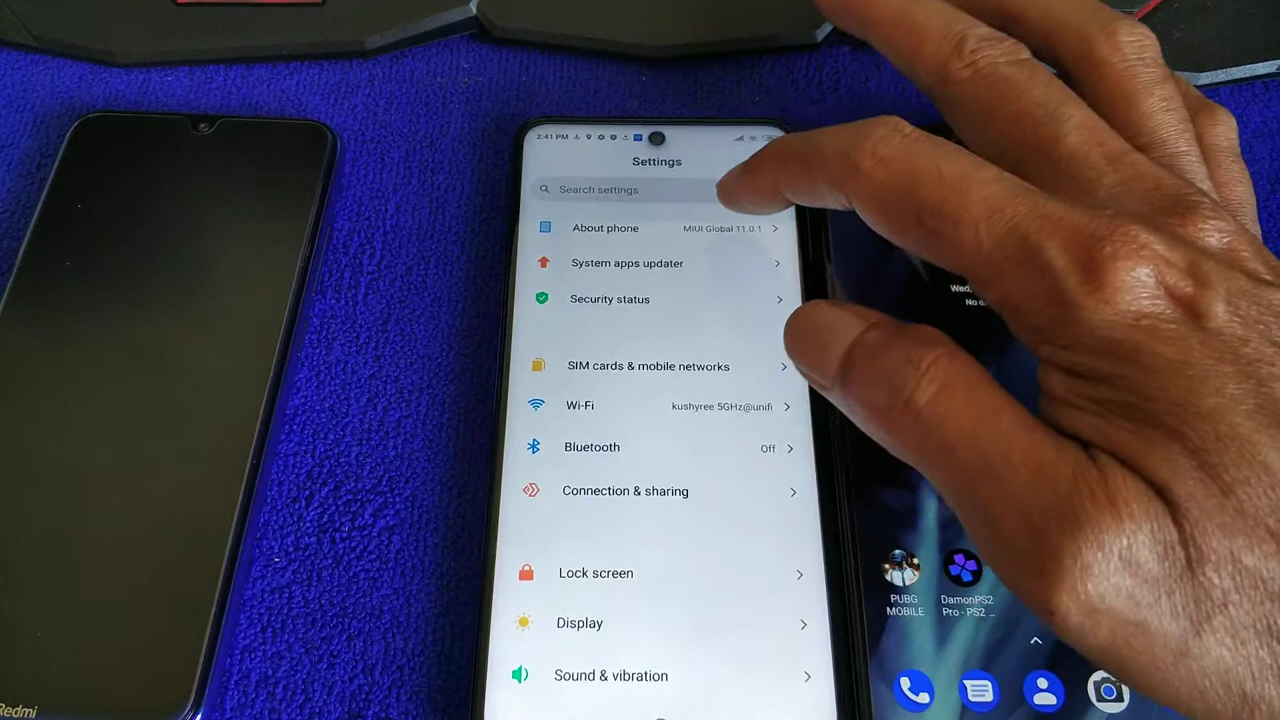 2:41 PM
Settings
Search settings
About phone
MIUI Global 11.0.1
System apps updater
Security status
SIM cards & mobile networks
Wi-Fi
kushyree 5GHz@unifi
Bluetooth
Off
Connection & sharing
Lock screen
Display
Sound & vibration
Redmi
Wed,
No
PUBG
MOBILE
DamonPS2
Pro - PS2 ...